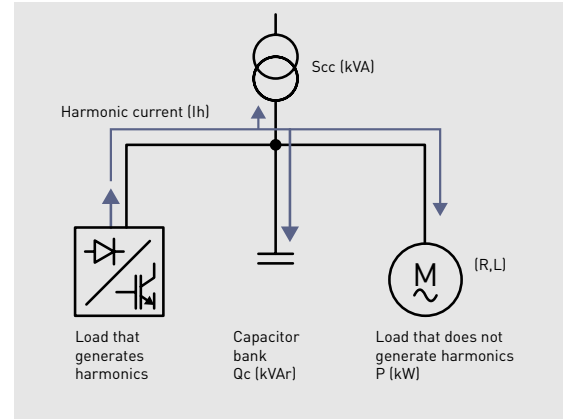 Scc (kVA)
Harmonic current (Ih)
M
(R,L)
Load that
generates
harmonics
Capacitor
bank
Qc (kVAr)
Load that does not
generate harmonics
P (kW)